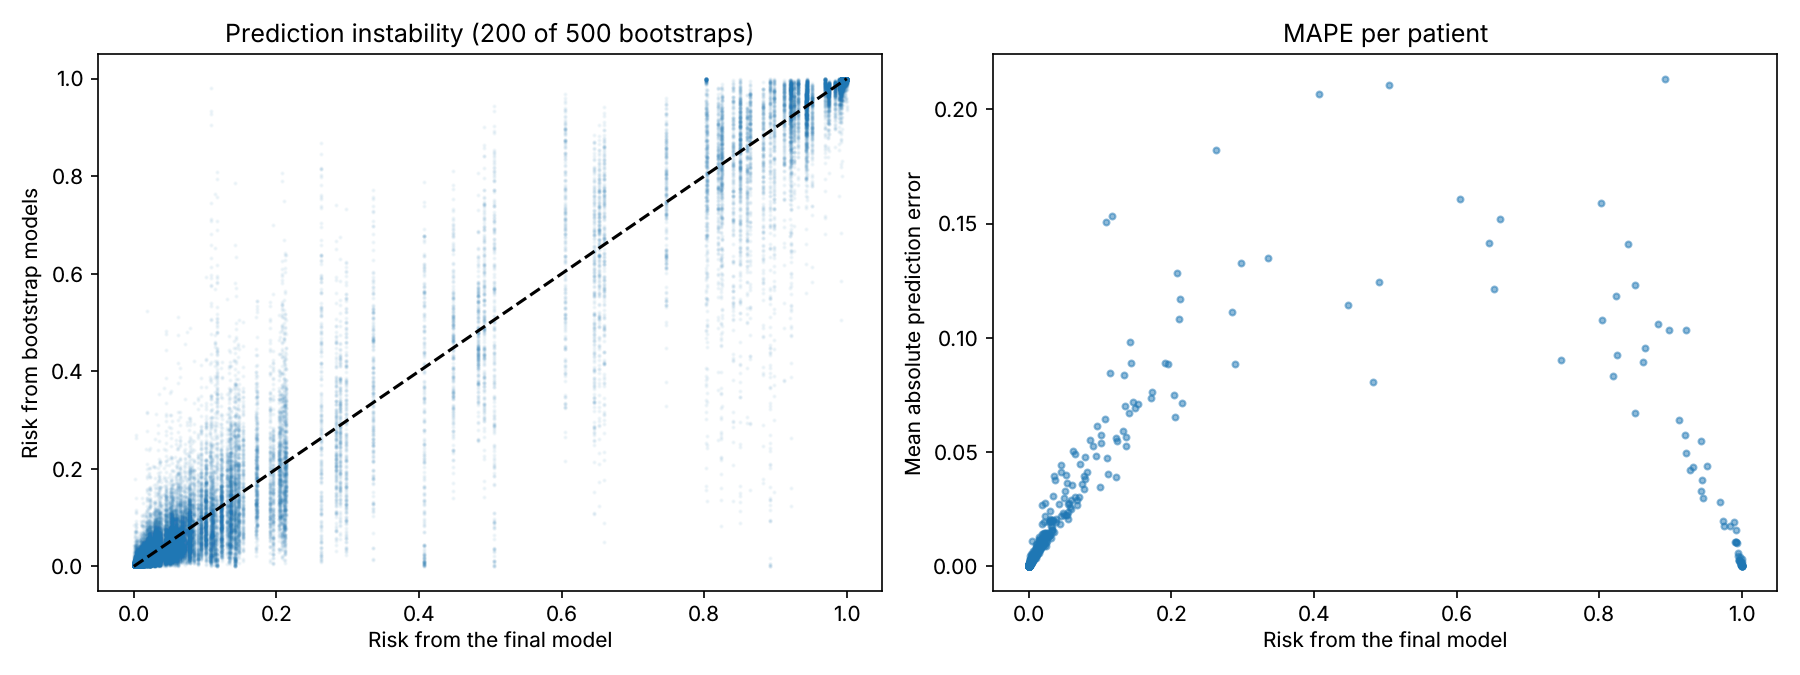 Prediction instability (200 of 500 bootstraps)
Risk from bootstrap models
1.0
0.8
0.6
0.4
0.2
0.0
0.0 0.2 0.4 0.6 0.8 1.0
Risk from the final model
MAPE per patient
Mean absolute prediction error
0.20
0.15
0.10
0.05
0.00
0.0 0.2 0.4 0.6 0.8 1.0
Risk from the final model